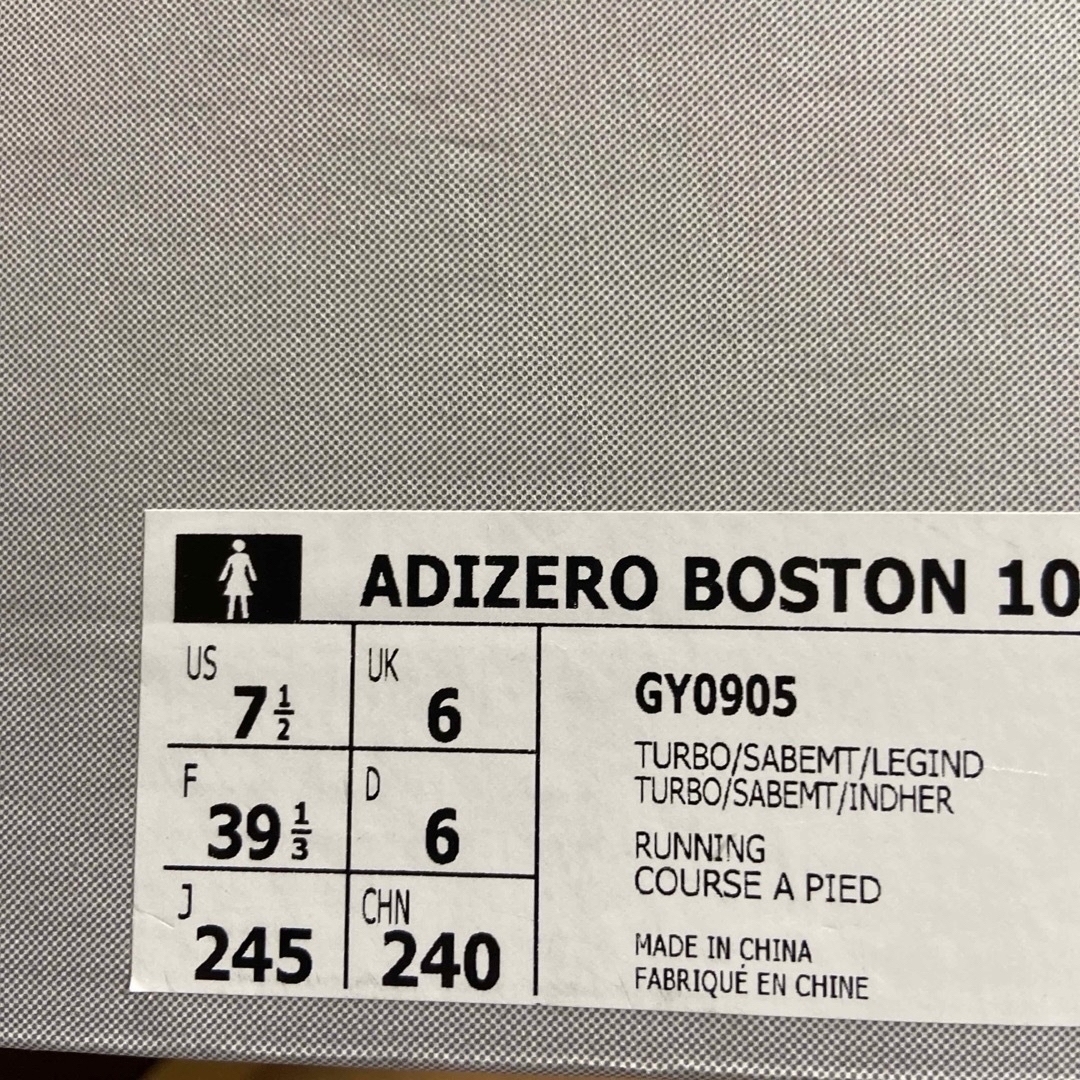 ADIZERO BOSTON 10
US
7 1/2
UK
6
F
39 1/3
D
6
J
245
CHN
240
GY0905
TURBO/SABEMT/LEGIND
TURBO/SABEMT/INDHER
RUNNING
COURSE A PIED
MADE IN CHINA
FABRIQUÉ EN CHINE